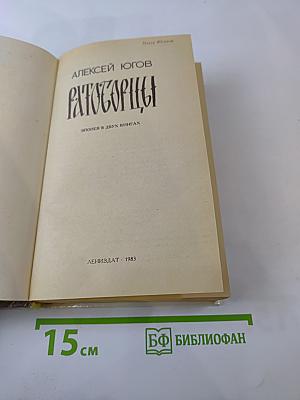 АЛЕКСЕЙ ЮГОВ
РАТОБОРЦЫ
ЭПОПЕЯ В ДВУХ КНИГАХ
ЛЕНИЗДАТ · 1983
15 см
БФ БИБЛИОФАН